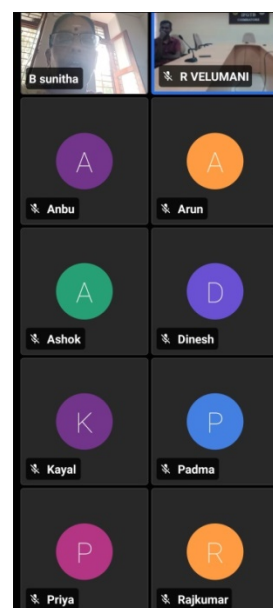 B sunitha
R VELUMANI
A
Anbu
A
Arun
A
Ashok
D
Dinesh
K
Kayal
P
Padma
P
Priya
R
Rajkumar